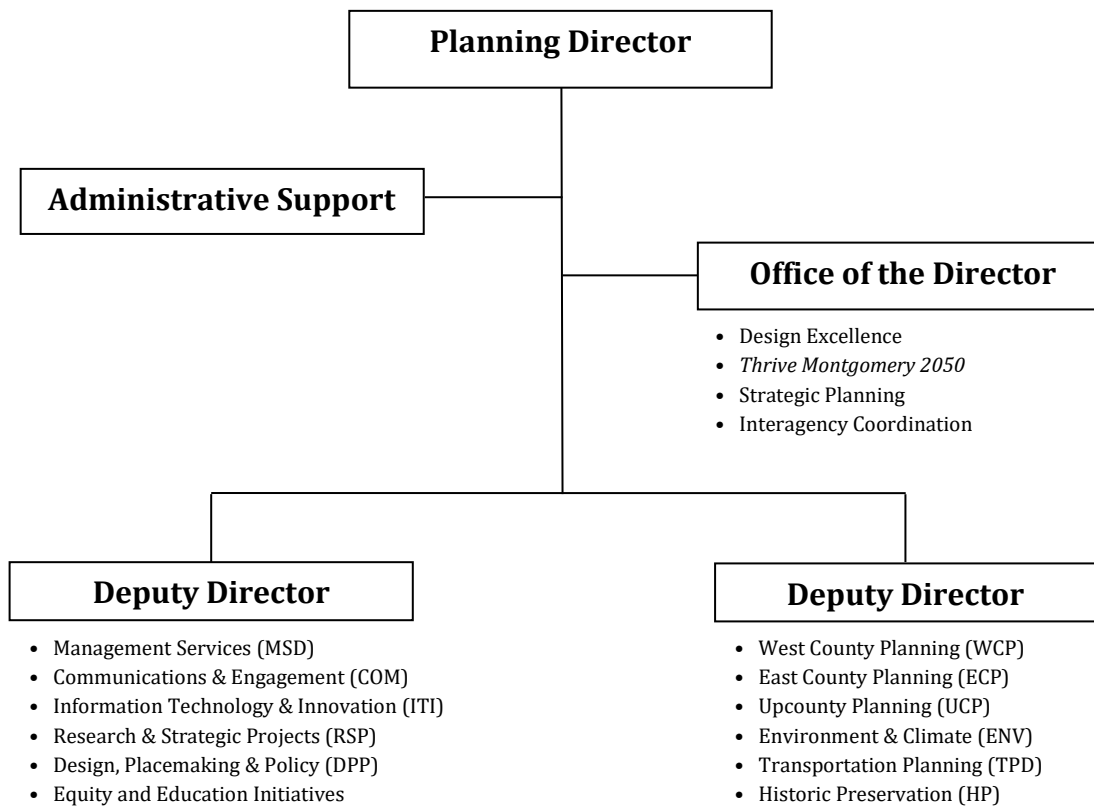 Planning Director
Administrative Support
Office of the Director
• Design Excellence
• Thrive Montgomery 2050
• Strategic Planning
• Interagency Coordination
Deputy Director
• Management Services (MSD)
• Communications & Engagement (COM)
• Information Technology & Innovation (ITI)
• Research & Strategic Projects (RSP)
• Design, Placemaking & Policy (DPP)
• Equity and Education Initiatives
Deputy Director
• West County Planning (WCP)
• East County Planning (ECP)
• Upcounty Planning (UCP)
• Environment & Climate (ENV)
• Transportation Planning (TPD)
• Historic Preservation (HP)